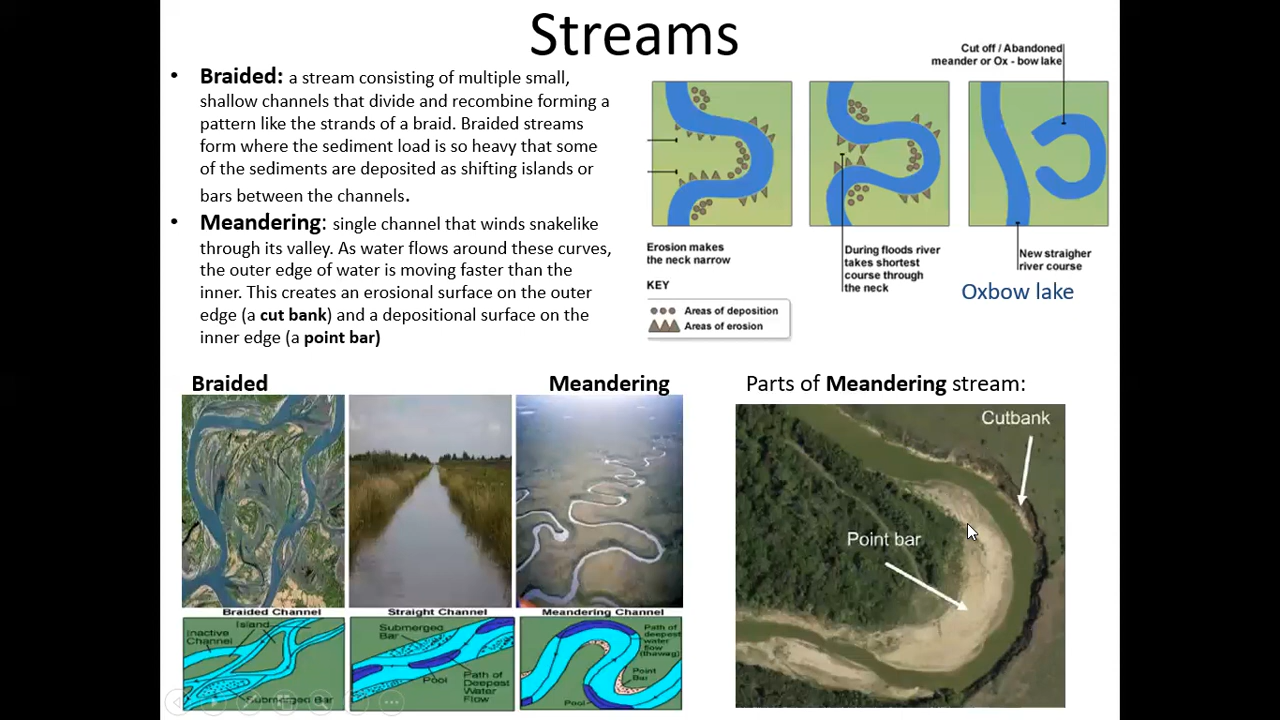 Streams
• Braided: a stream consisting of multiple small,
shallow channels that divide and recombine forming a
pattern like the strands of a braid. Braided streams
form where the sediment load is so heavy that some
of the sediments are deposited as shifting islands or
bars between the channels.
• Meandering: single channel that winds snakelike
through its valley. As water flows around these curves,
the outer edge of water is moving faster than the
inner. This creates an erosional surface on the outer
edge (a cut bank) and a depositional surface on the
inner edge (a point bar)
Cut off / Abandoned
meander or Ox - bow lake
Erosion makes
the neck narrow
During floods river
takes shortest
course through
the neck
New straigher
river course
Oxbow lake
KEY
Areas of deposition
Areas of erosion
Braided
Meandering
Braided Channel
Straight Channel
Meandering Channel
Island
Inactive
Channel
Submerged Bar
Submerged
Bar
Pool
Path of
Deepest
Water
Flow
Path of
deepest
water
flow
(thawag)
Point
Bar
Pool
Parts of Meandering stream:
Cutbank
Point bar